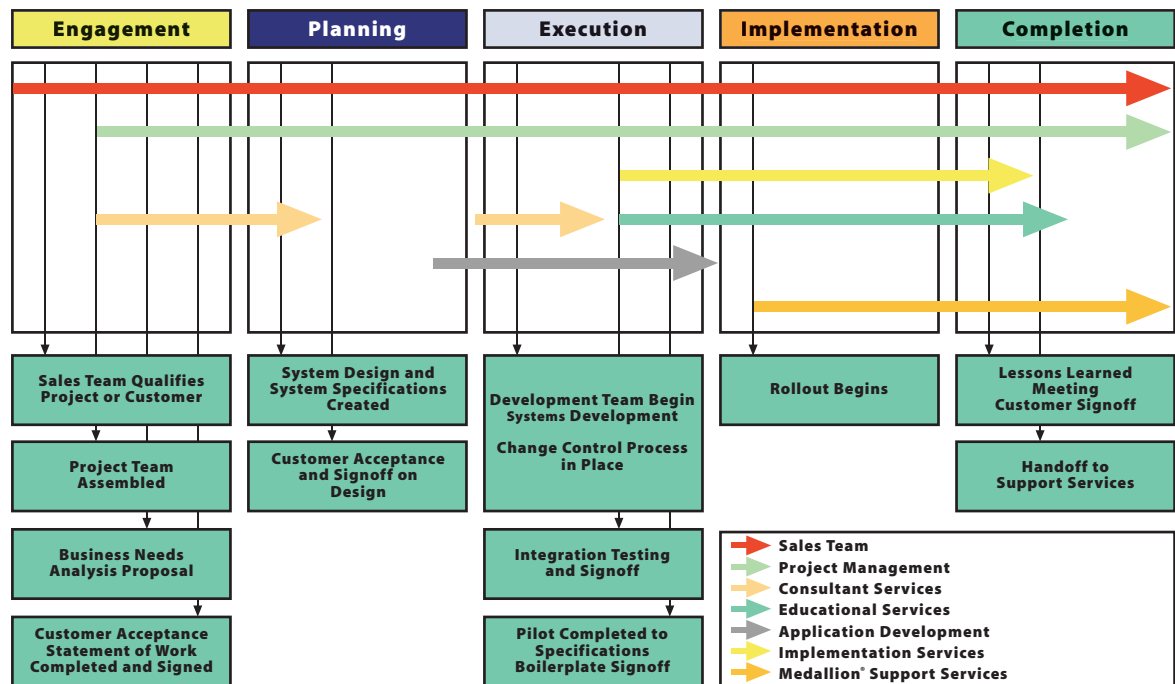 Engagement
Planning
Execution
Implementation
Completion
Sales Team Qualifies
Project or Customer
Project Team
Assembled
Business Needs
Analysis Proposal
Customer Acceptance
Statement of Work
Completed and Signed
System Design and
System Specifications
Created
Customer Acceptance
and Signoff on
Design
Development Team Begin
Systems Development
Change Control Process
in Place
Integration Testing
and Signoff
Pilot Completed to
Specifications
Boilerplate Signoff
Rollout Begins
Lessons Learned
Meeting
Customer Signoff
Handoff to
Support Services
Sales Team
Project Management
Consultant Services
Educational Services
Application Development
Implementation Services
Medallion® Support Services